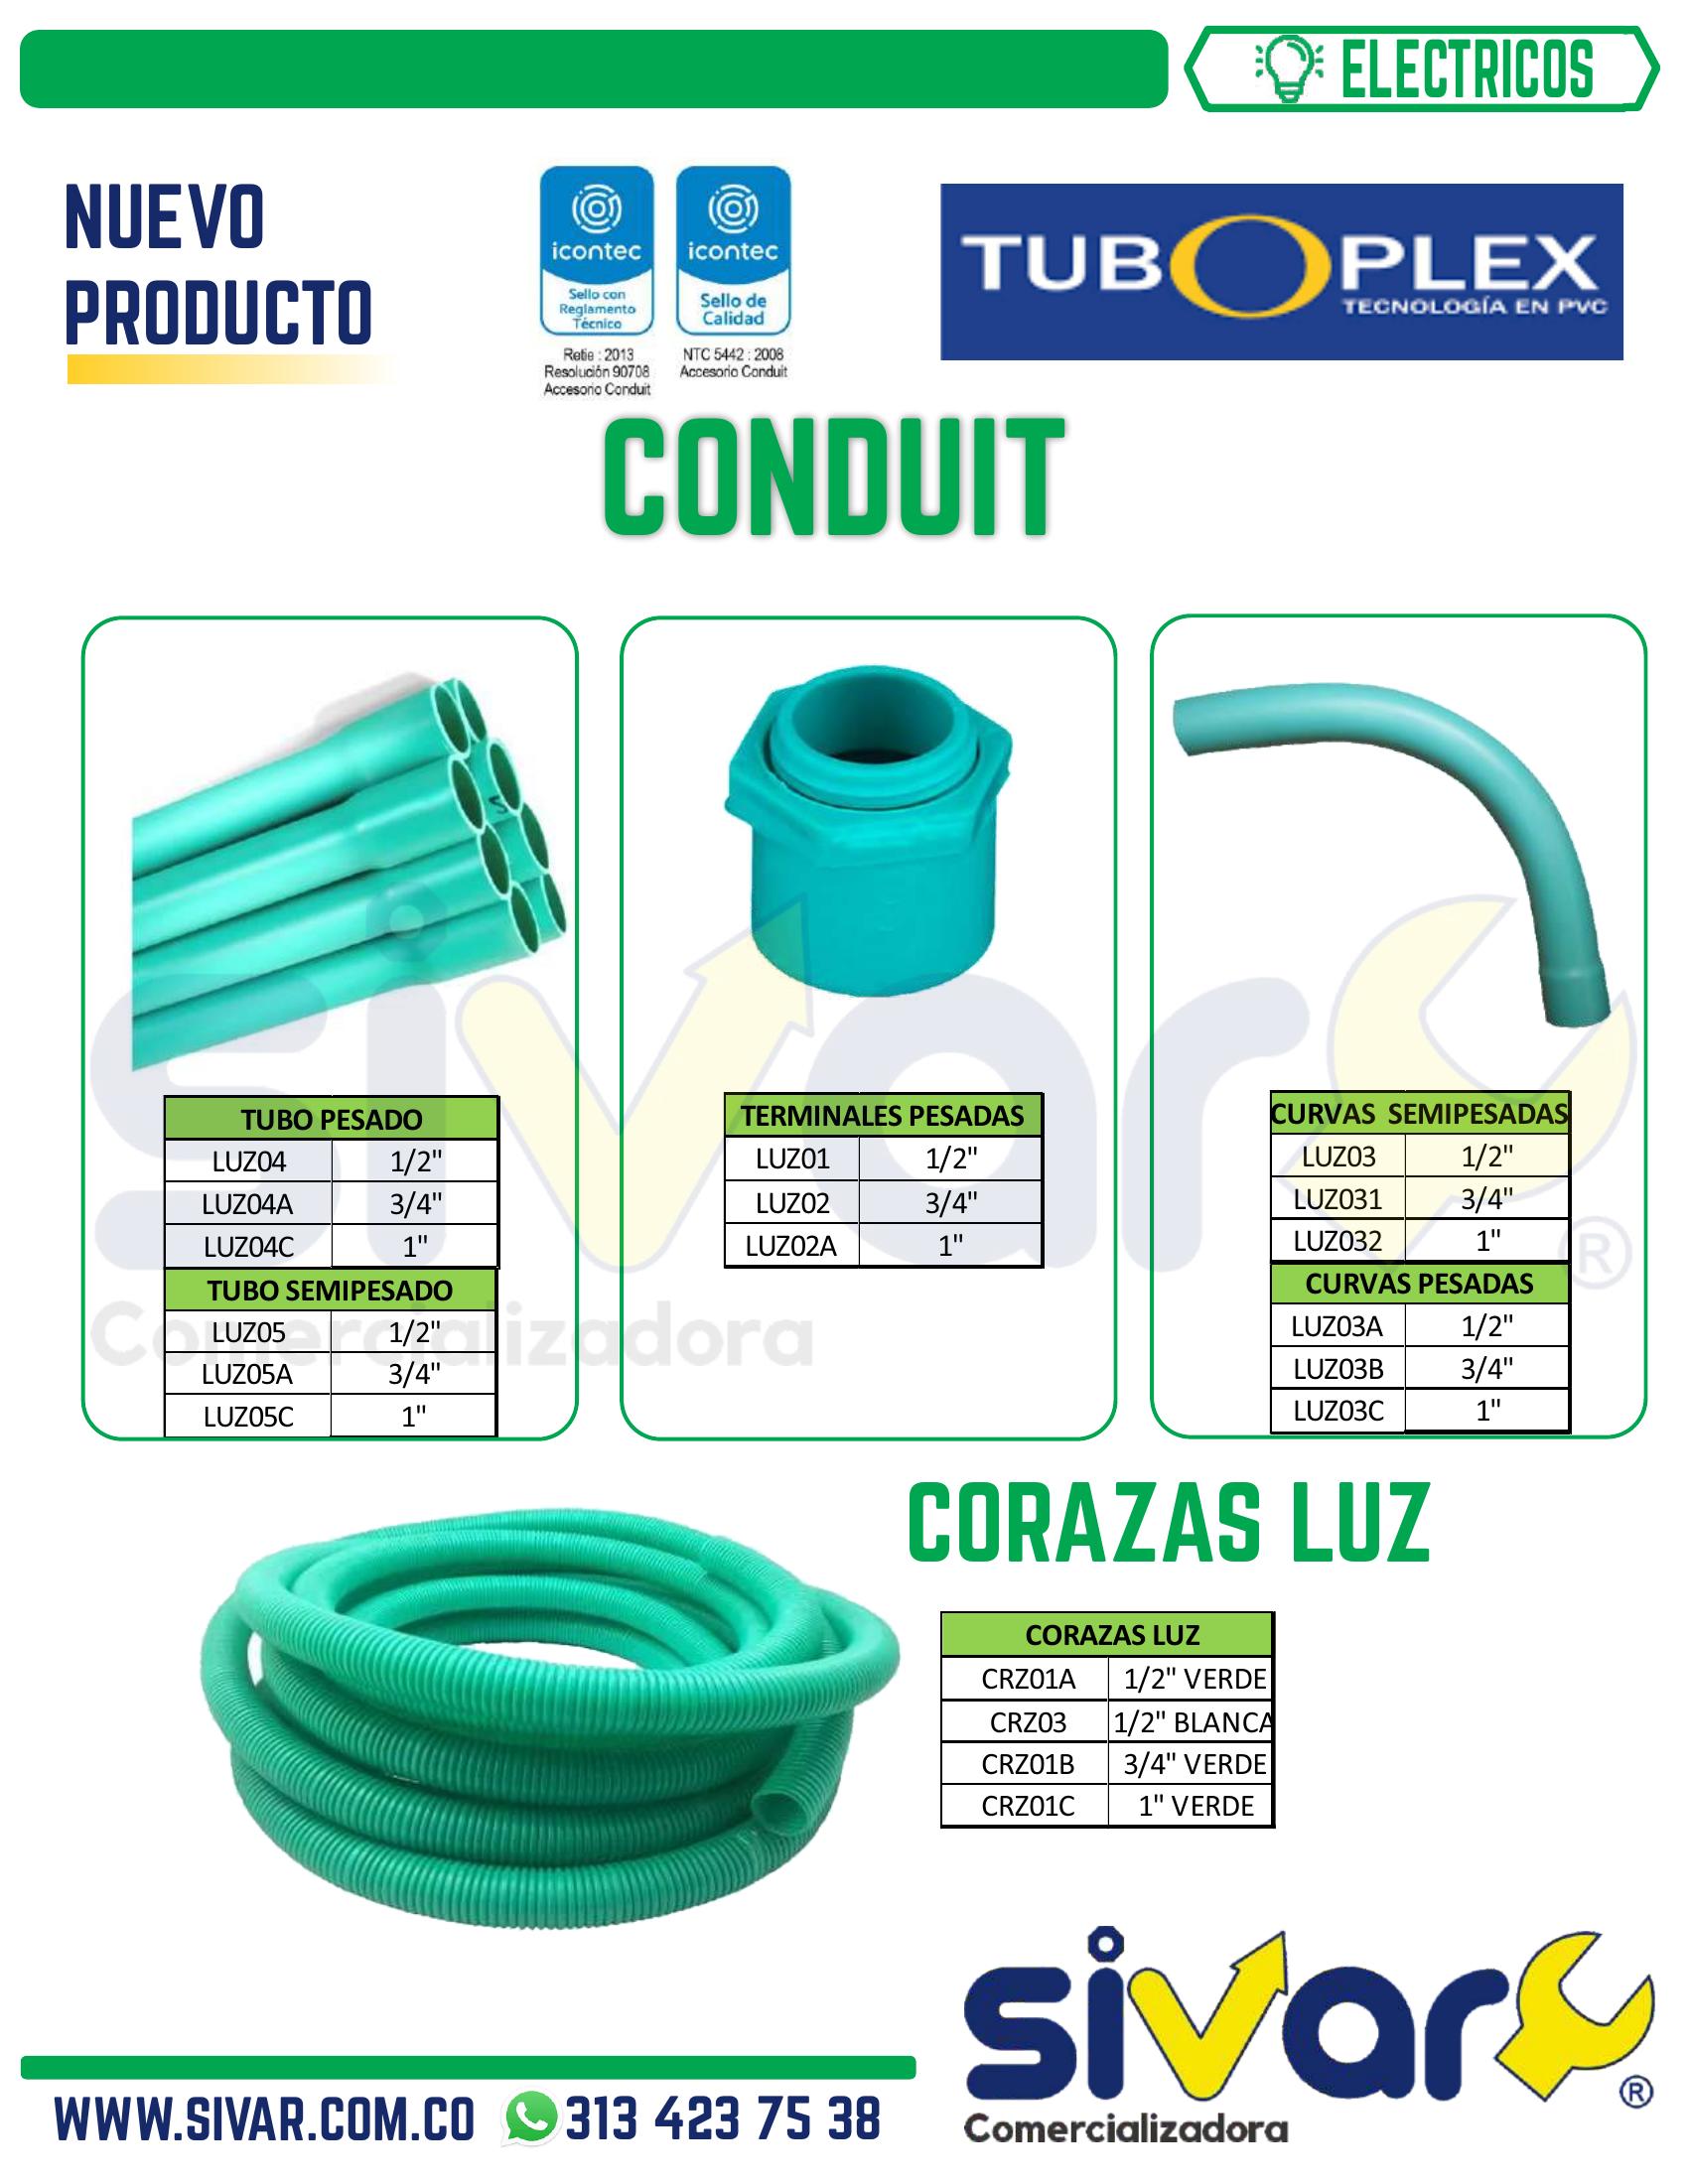 ELECTRICOS
NUEVO
PRODUCTO
icontec
Sello con
Reglamento
Técnico
Retie : 2013
Resolución 90708
Accesorio Conduit
icontec
Sello de
Calidad
NTC 5442 : 2008
Accesorio Conduit
TUBOPLEX
TECNOLOGÍA EN PVC
CONDUIT
TUBO PESADO
LUZ04 1/2"
LUZ04A 3/4"
LUZ04C 1"
TUBO SEMIPESADO
LUZ05 1/2"
LUZ05A 3/4"
LUZ05C 1"
TERMINALES PESADAS
LUZ01 1/2"
LUZ02 3/4"
LUZ02A 1"
CURVAS SEMIPESADAS
LUZ03 1/2"
LUZ031 3/4"
LUZ032 1"
CURVAS PESADAS
LUZ03A 1/2"
LUZ03B 3/4"
LUZ03C 1"
sivar
Comercializadora
®
CORAZAS LUZ
CORAZAS LUZ
CRZ01A 1/2" VERDE
CRZ03 1/2" BLANCA
CRZ01B 3/4" VERDE
CRZ01C 1" VERDE
sivar
®
Comercializadora
WWW.SIVAR.COM.CO 313 423 75 38